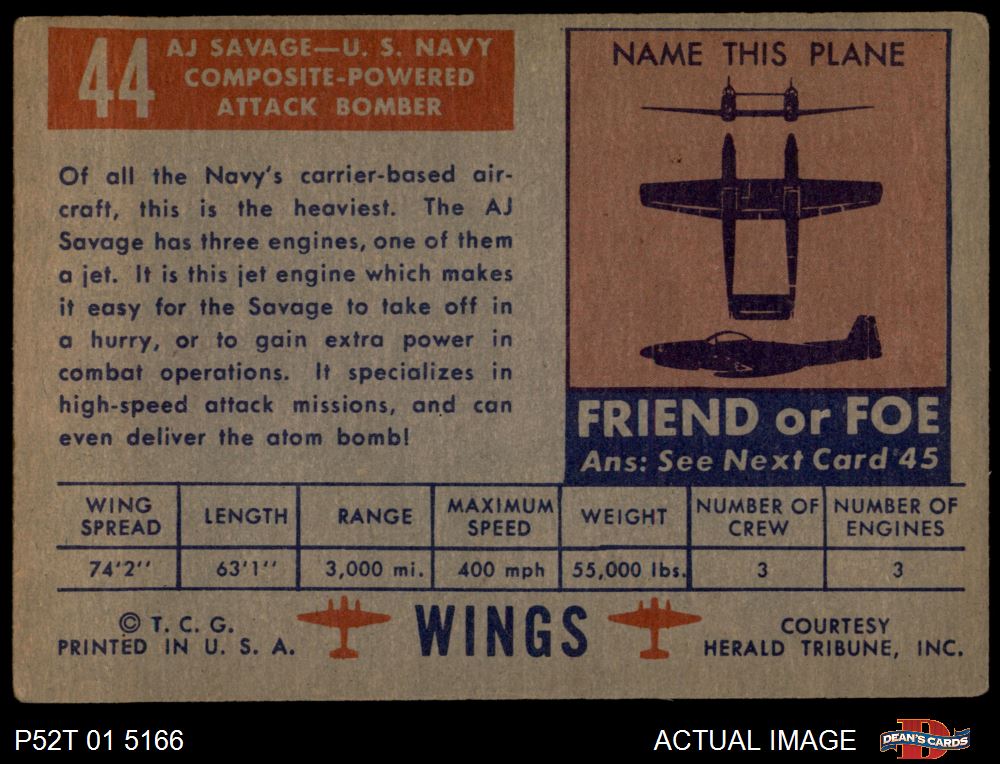 44
AJ SAVAGE—U. S. NAVY
COMPOSITE-POWERED
ATTACK BOMBER
Of all the Navy's carrier-based air-
craft, this is the heaviest. The AJ
Savage has three engines, one of them
a jet. It is this jet engine which makes
it easy for the Savage to take off in
a hurry, or to gain extra power in
combat operations. It specializes in
high-speed attack missions, and can
even deliver the atom bomb!
NAME THIS PLANE
FRIEND or FOE
Ans: See Next Card 45
WING SPREAD LENGTH RANGE MAXIMUM SPEED WEIGHT NUMBER OF CREW NUMBER OF ENGINES
74'2'' 63'1'' 3,000 mi. 400 mph 55,000 lbs. 3 3
© T. C. G.
PRINTED IN U. S. A.
WINGS
COURTESY
HERALD TRIBUNE, INC.
P52T 01 5166
ACTUAL IMAGE
D
DEAN'S CARDS